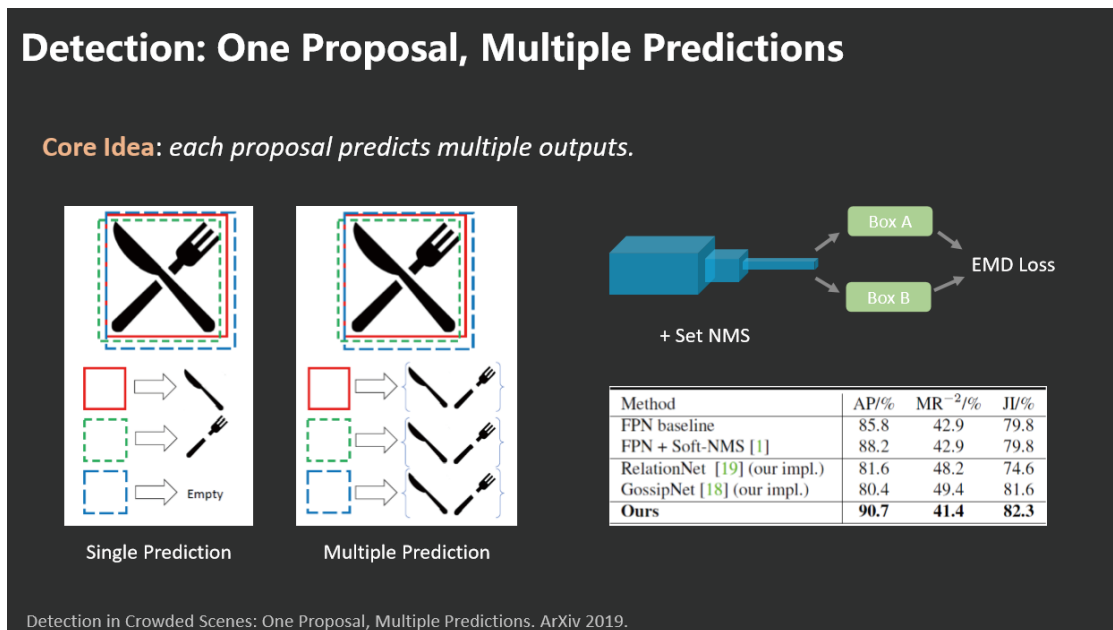 Detection: One Proposal, Multiple Predictions
Core Idea: each proposal predicts multiple outputs.
Empty
Single Prediction
Multiple Prediction
Box A
Box B
EMD Loss
+ Set NMS
Method AP/% MR⁻²/% JI/%
FPN baseline 85.8 42.9 79.8
FPN + Soft-NMS [1] 88.2 42.9 79.8
RelationNet [19] (our impl.) 81.6 48.2 74.6
GossipNet [18] (our impl.) 80.4 49.4 81.6
Ours 90.7 41.4 82.3
Detection in Crowded Scenes: One Proposal, Multiple Predictions. ArXiv 2019.